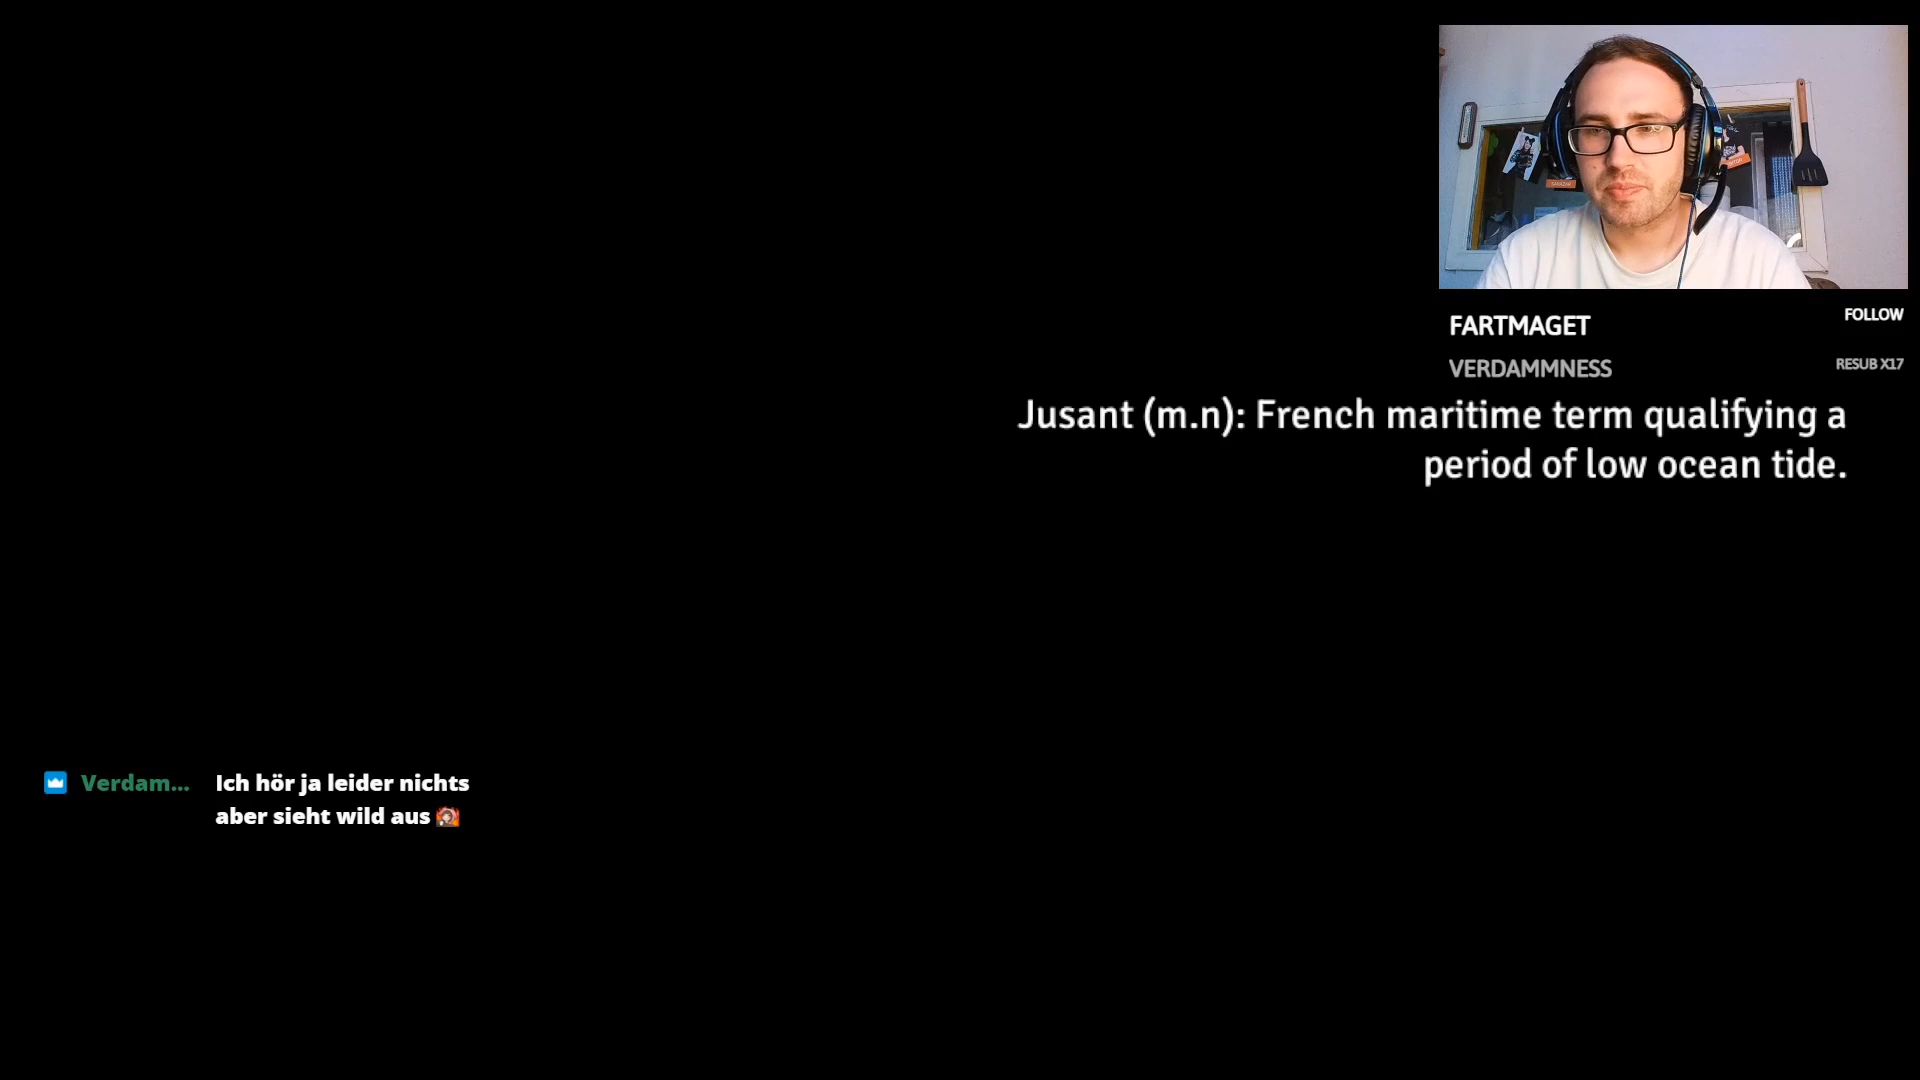 FARTMAGET FOLLOW
VERDAMMNESS RESUB X17
Jusant (m.n): French maritime term qualifying a
period of low ocean tide.
Verdam... Ich hör ja leider nichts
aber sieht wild aus